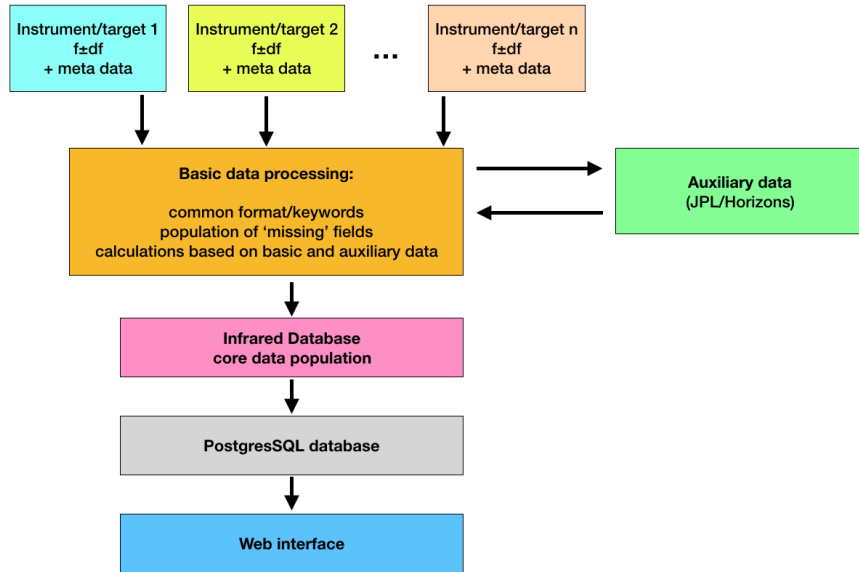 Instrument/target 1
f±df
+ meta data
Instrument/target 2
f±df
+ meta data
...
Instrument/target n
f±df
+ meta data
Basic data processing:
common format/keywords
population of ‘missing’ fields
calculations based on basic and auxiliary data
Auxiliary data
(JPL/Horizons)
Infrared Database
core data population
PostgresSQL database
Web interface